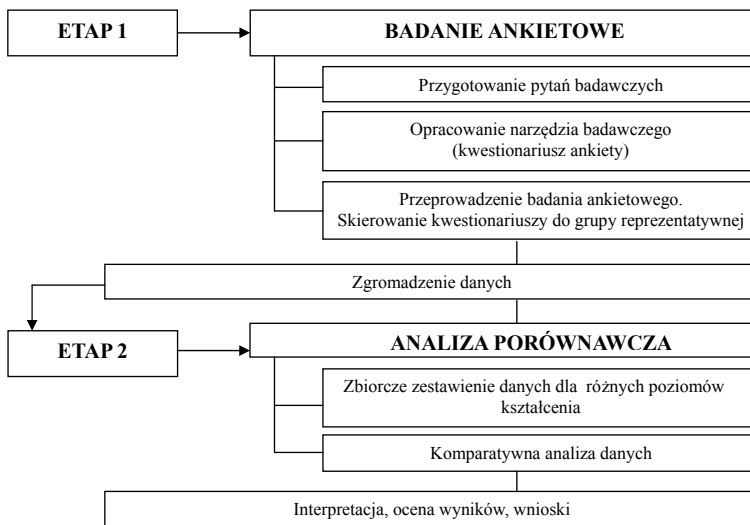 ETAP 1
BADANIE ANKIETOWE
Przygotowanie pytań badawczych
Opracowanie narzędzia badawczego
(kwestionariusz ankiety)
Przeprowadzenie badania ankietowego.
Skierowanie kwestionariuszy do grupy reprezentatywnej
Zgromadzenie danych
ETAP 2
ANALIZA PORÓWNAWCZA
Zbiorcze zestawienie danych dla różnych poziomów
kształcenia
Komparatywna analiza danych
Interpretacja, ocena wyników, wnioski